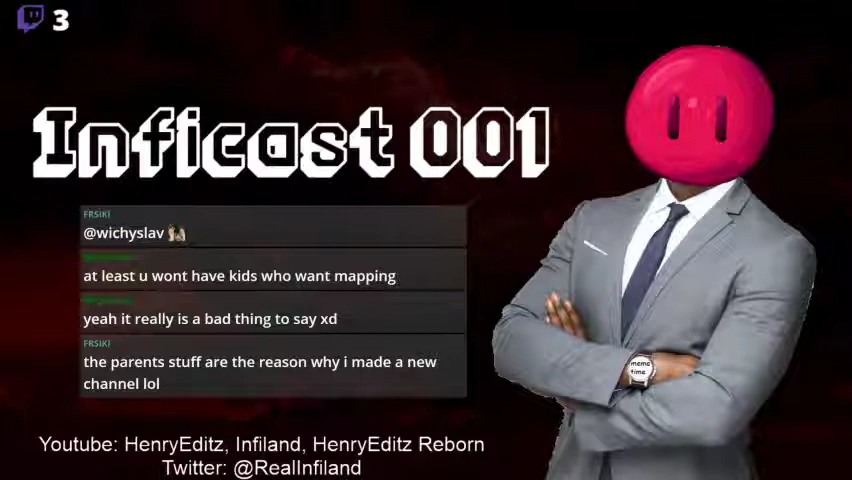 3
Inficast 001
FRSIKI
@wichyslav
at least u wont have kids who want mapping
yeah it really is a bad thing to say xd
FRSIKI
the parents stuff are the reason why i made a new
channel lol
meme
time
Youtube: HenryEditz, Infiland, HenryEditz Reborn
Twitter: @RealInfiland